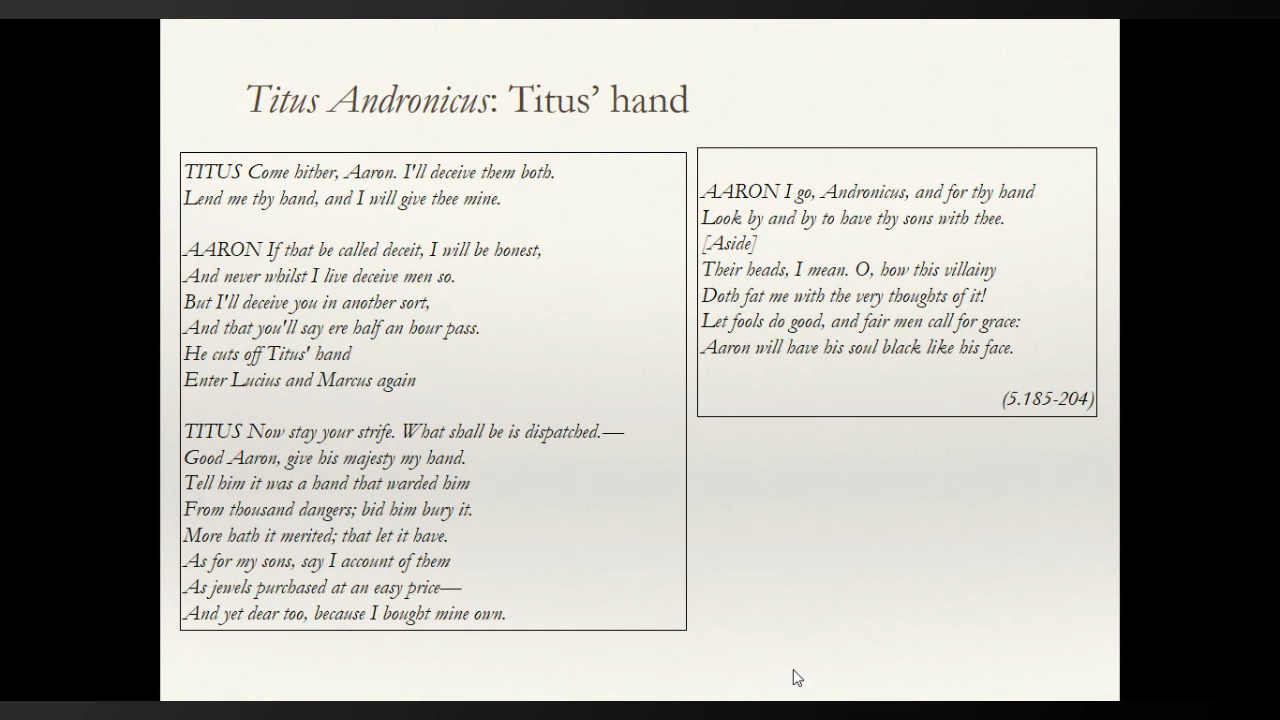 Titus Andronicus: Titus’ hand
TITUS Come hither, Aaron. I'll deceive them both.
Lend me thy hand, and I will give thee mine.
AARON If that be called deceit, I will be honest,
And never whilst I live deceive men so.
But I'll deceive you in another sort,
And that you'll say ere half an hour pass.
He cuts off Titus' hand
Enter Lucius and Marcus again
TITUS Now stay your strife. What shall be is dispatched.—
Good Aaron, give his majesty my hand.
Tell him it was a hand that warded him
From thousand dangers; bid him bury it.
More hath it merited; that let it have.
As for my sons, say I account of them
As jewels purchased at an easy price—
And yet dear too, because I bought mine own.
AARON I go, Andronicus, and for thy hand
Look by and by to have thy sons with thee.
[Aside]
Their heads, I mean. O, how this villainy
Doth fat me with the very thoughts of it!
Let fools do good, and fair men call for grace:
Aaron will have his soul black like his face.
(5.185-204)